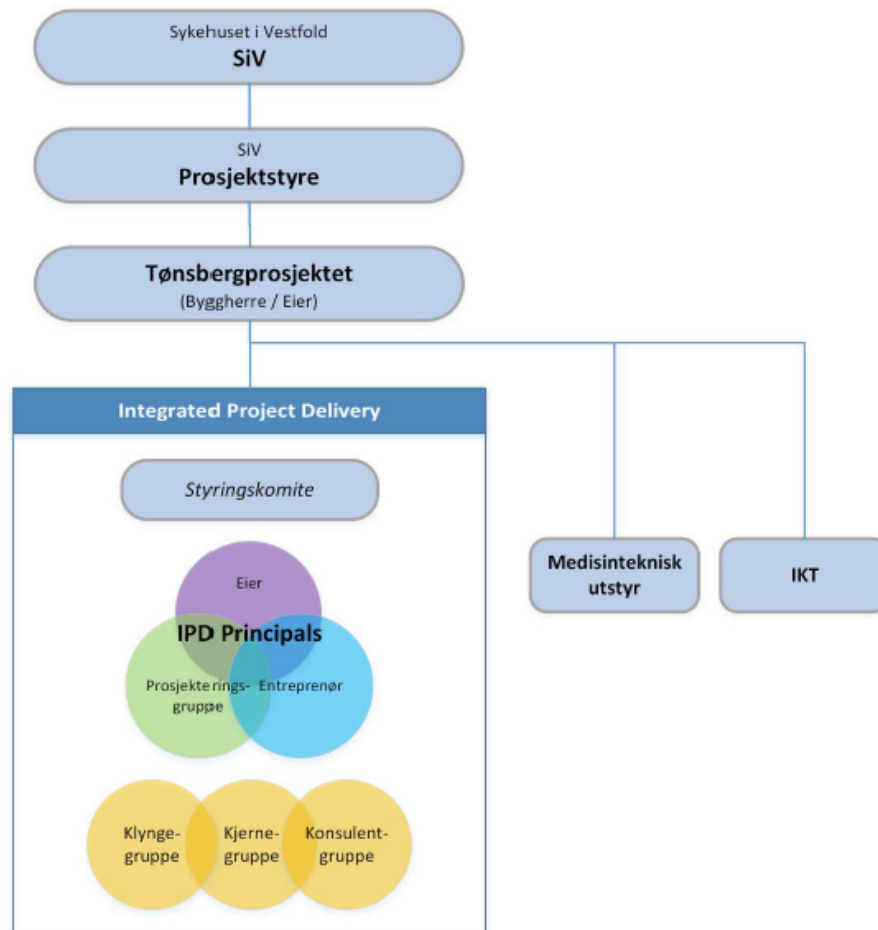 Sykehuset i Vestfold
SiV
SiV
Prosjektstyre
Tønsbergprosjektet
(Byggherre / Eier)
Integrated Project Delivery
Styringskomite
Eier
IPD Principals
Prosjekterings-
gruppe
Entreprenør
Klynge-
gruppe
Kjerne-
gruppe
Konsulent-
gruppe
Medisinteknisk
utstyr
IKT